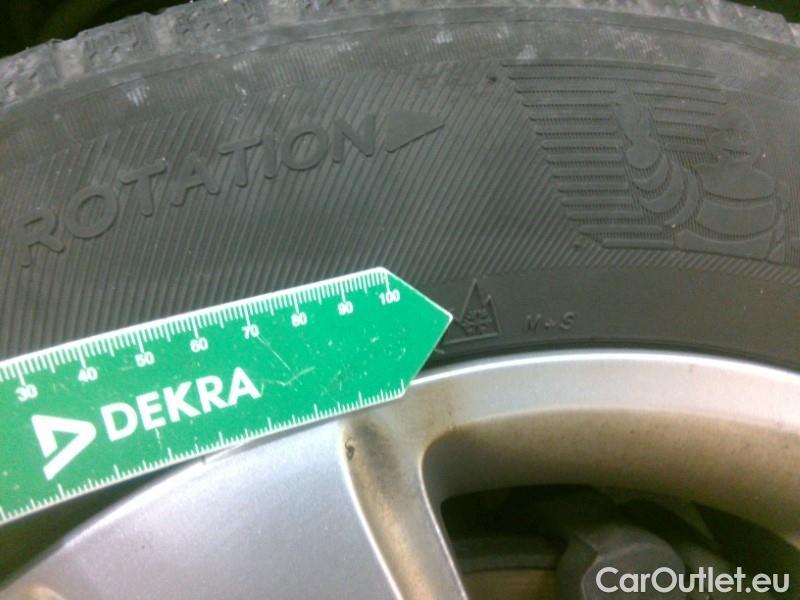 ROTATION
30 40 50 60 70 80 90 100
DEKRA
M+S
CarOutlet.eu